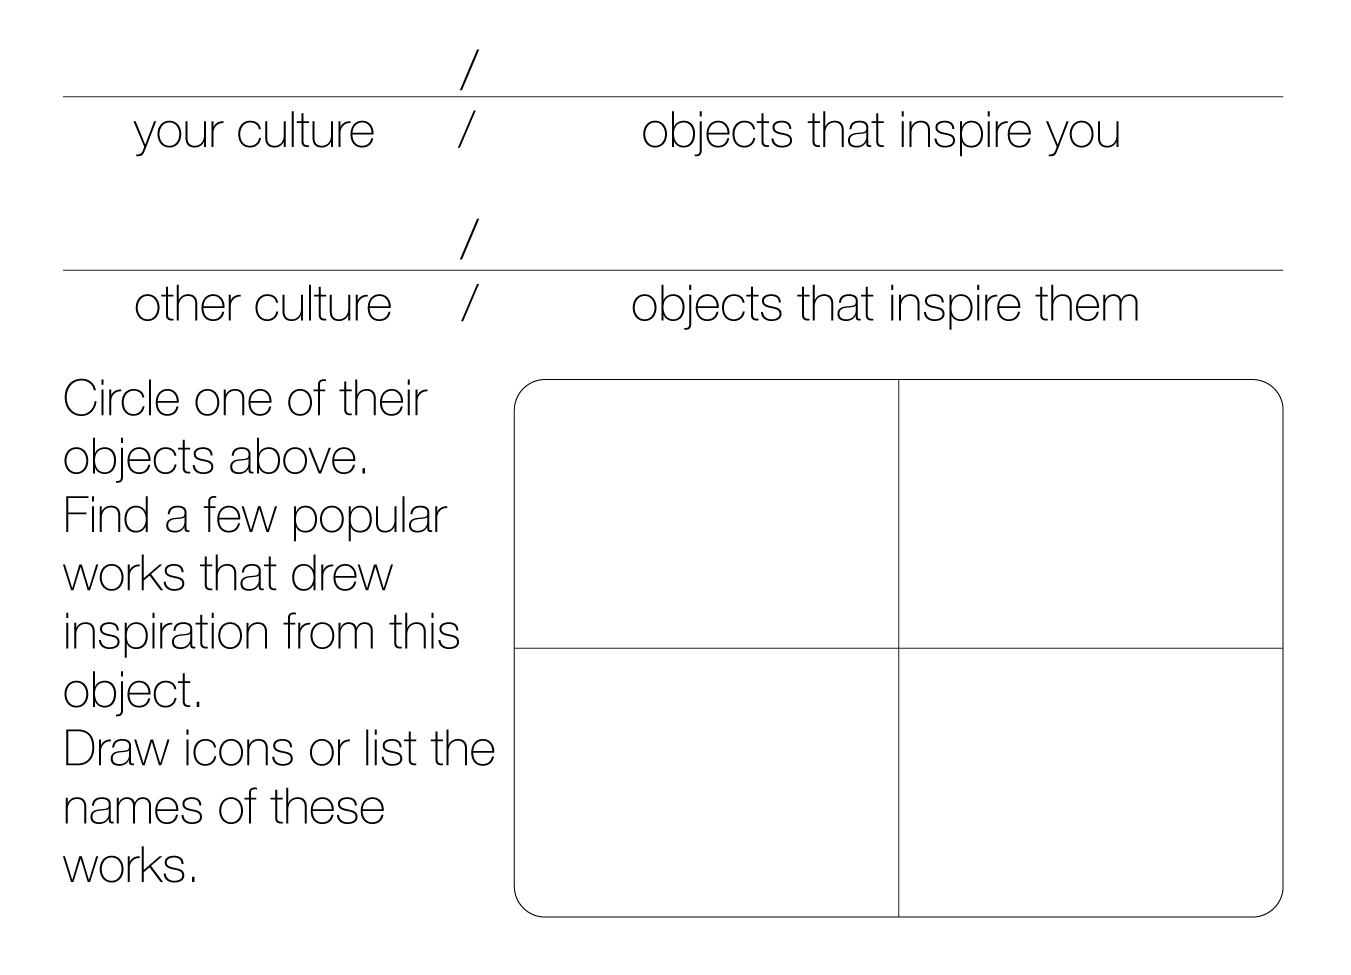 /
your culture / objects that inspire you
/
other culture / objects that inspire them
Circle one of their
objects above.
Find a few popular
works that drew
inspiration from this
object.
Draw icons or list the
names of these
works.